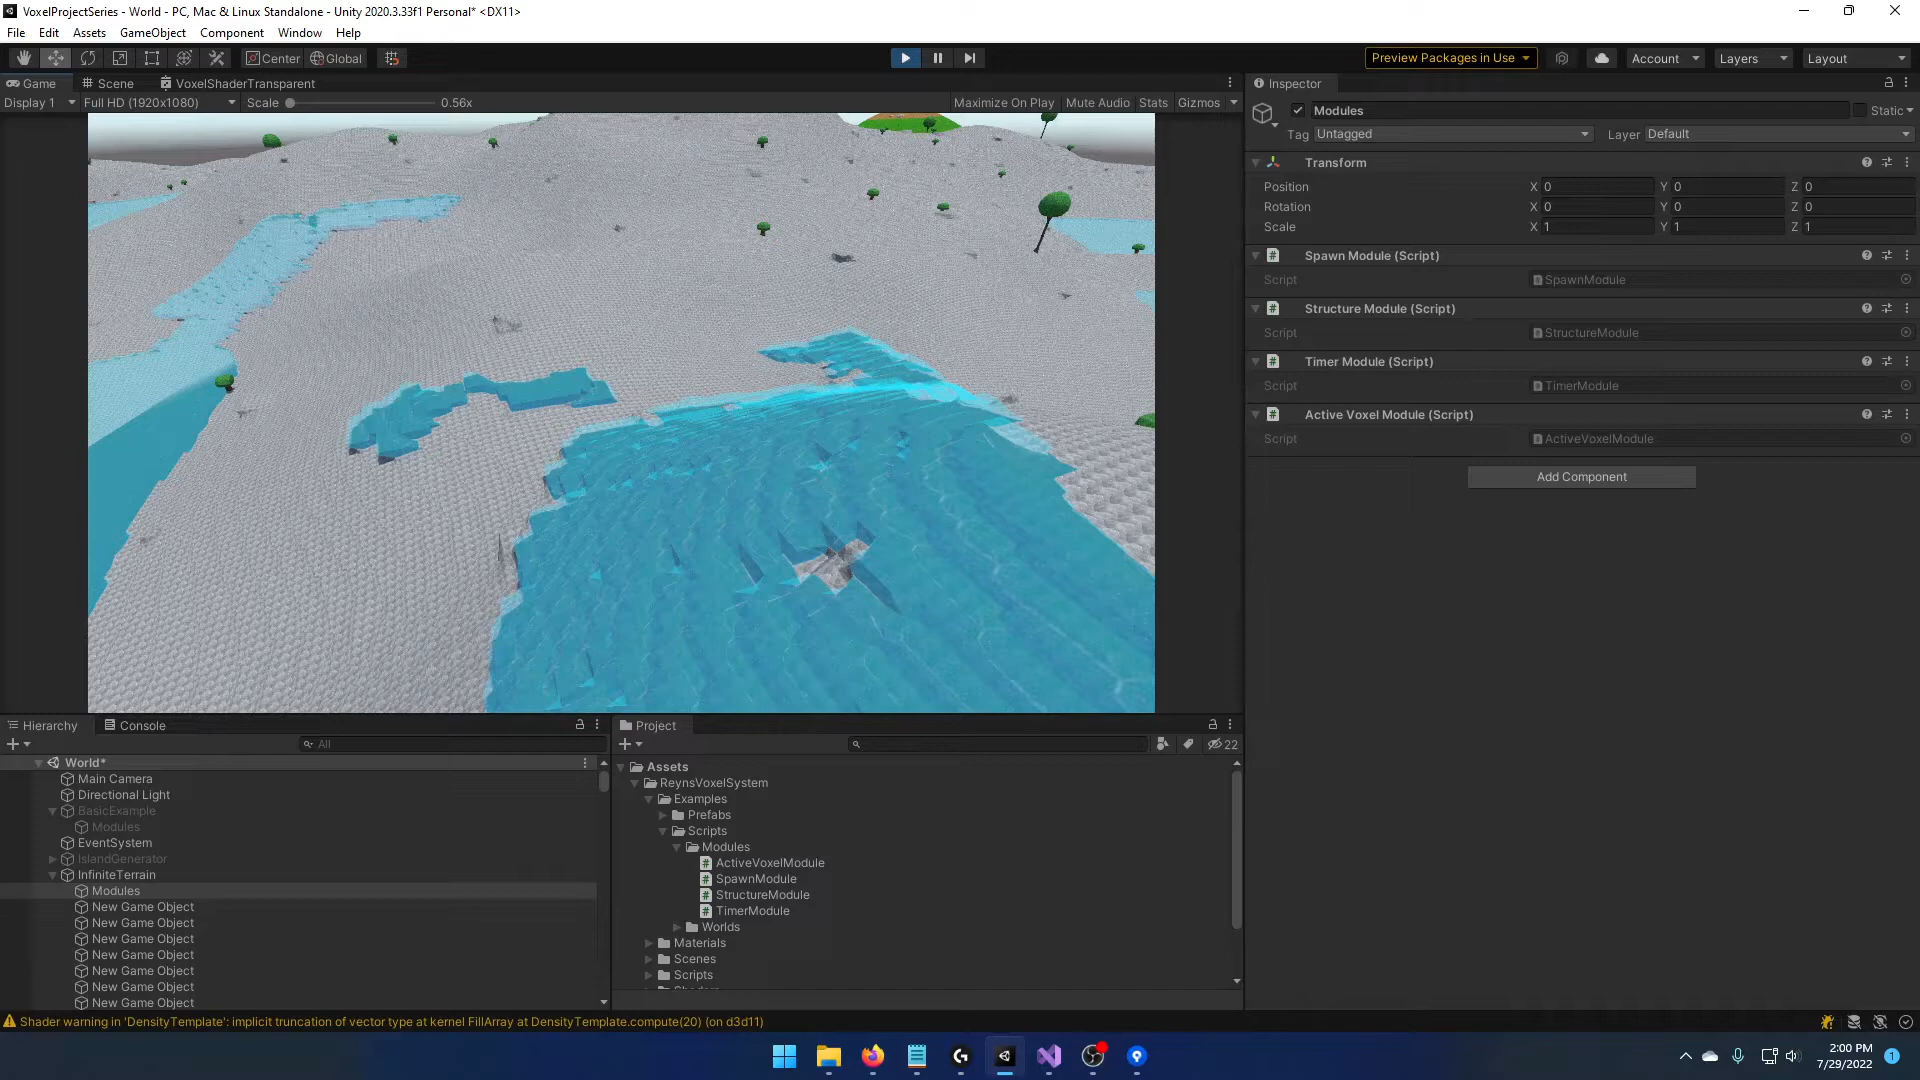 VoxelProjectSeries - World - PC, Mac & Linux Standalone - Unity 2020.3.33f1 Personal* <DX11>
File Edit Assets GameObject Component Window Help
Center Global Preview Packages in Use Account Layers Layout
Game Scene VoxelShaderTransparent
Display 1 Full HD (1920x1080) Scale 0.56x Maximize On Play Mute Audio Stats Gizmos
Inspector
Modules Static
Tag Untagged Layer Default
Transform
Position X 0 Y 0 Z 0
Rotation X 0 Y 0 Z 0
Scale X 1 Y 1 Z 1
Spawn Module (Script)
Script SpawnModule
Structure Module (Script)
Script StructureModule
Timer Module (Script)
Script TimerModule
Active Voxel Module (Script)
Script ActiveVoxelModule
Add Component
Hierarchy Console
All
World*
Main Camera
Directional Light
BasicExample
Modules
EventSystem
IslandGenerator
InfiniteTerrain
Modules
New Game Object
New Game Object
New Game Object
New Game Object
New Game Object
New Game Object
New Game Object
Project
22
Assets
ReynsVoxelSystem
Examples
Prefabs
Scripts
Modules
ActiveVoxelModule
SpawnModule
StructureModule
TimerModule
Worlds
Materials
Scenes
Scripts
Shader warning in 'DensityTemplate': implicit truncation of vector type at kernel FillArray at DensityTemplate.compute(20) (on d3d11)
2:00 PM
7/29/2022
1